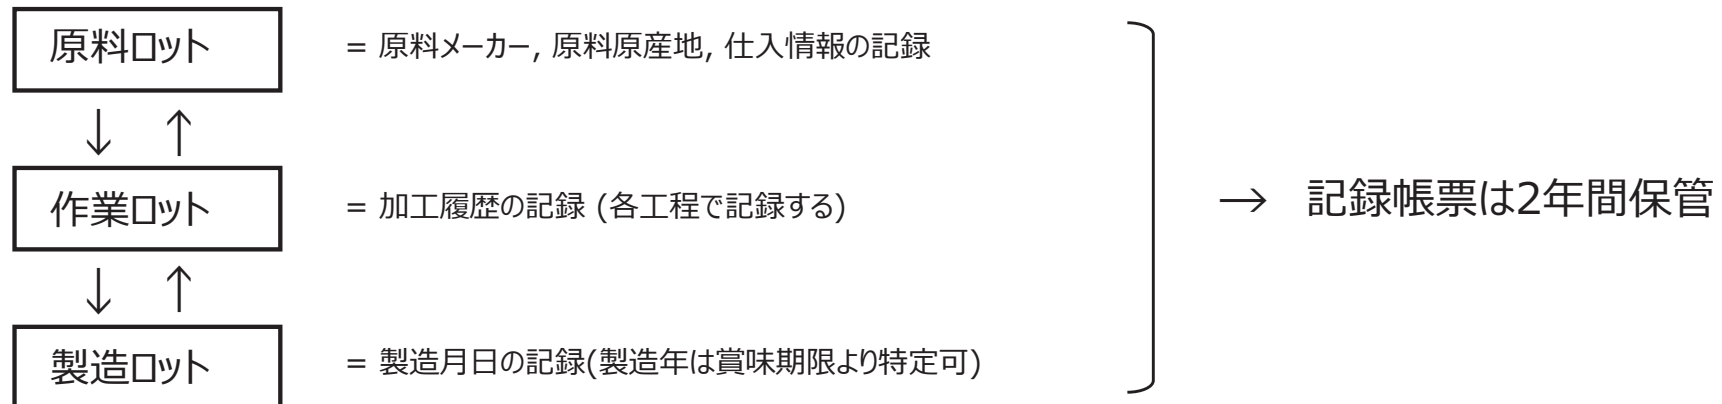 原料ロット = 原料メーカー, 原料原産地, 仕入情報の記録
↓ ↑
作業ロット = 加工履歴の記録 (各工程で記録する)
→ 記録帳票は2年間保管
↓ ↑
製造ロット = 製造月日の記録(製造年は賞味期限より特定可)